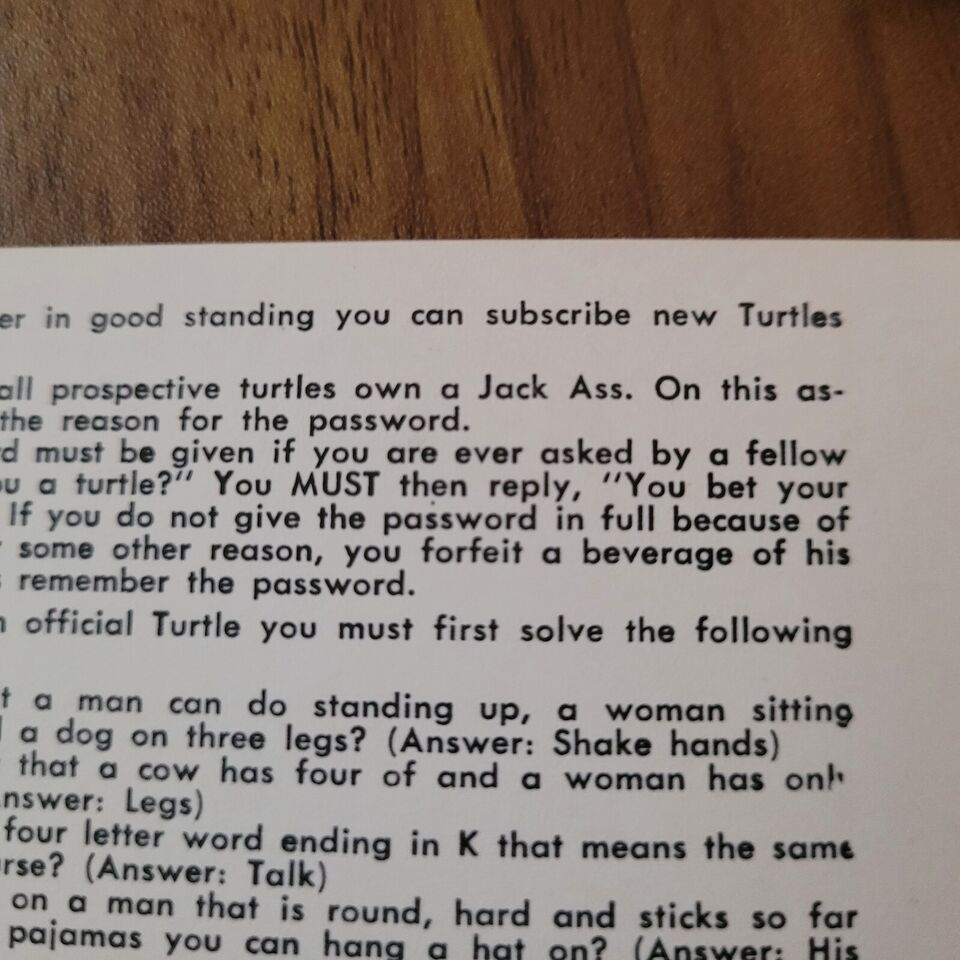 er in good standing you can subscribe new Turtles
all prospective turtles own a Jack Ass. On this as-
the reason for the password.
d must be given if you are ever asked by a fellow
u a turtle?" You MUST then reply, "You bet your
If you do not give the password in full because of
some other reason, you forfeit a beverage of his
remember the password.
official Turtle you must first solve the following
t a man can do standing up, a woman sitting
a dog on three legs? (Answer: Shake hands)
that a cow has four of and a woman has onl
nswer: Legs)
four letter word ending in K that means the same
rse? (Answer: Talk)
on a man that is round, hard and sticks so far
pajamas you can hang a hat on? (Answer: His